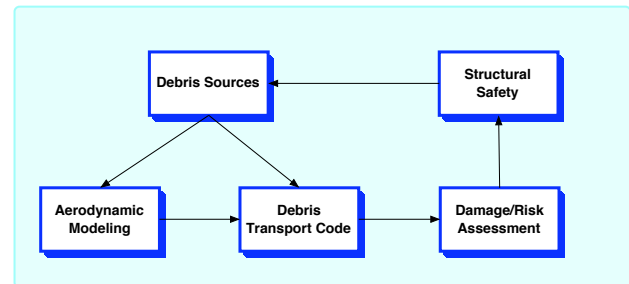 Debris Sources
Structural
Safety
Aerodynamic
Modeling
Debris
Transport Code
Damage/Risk
Assessment